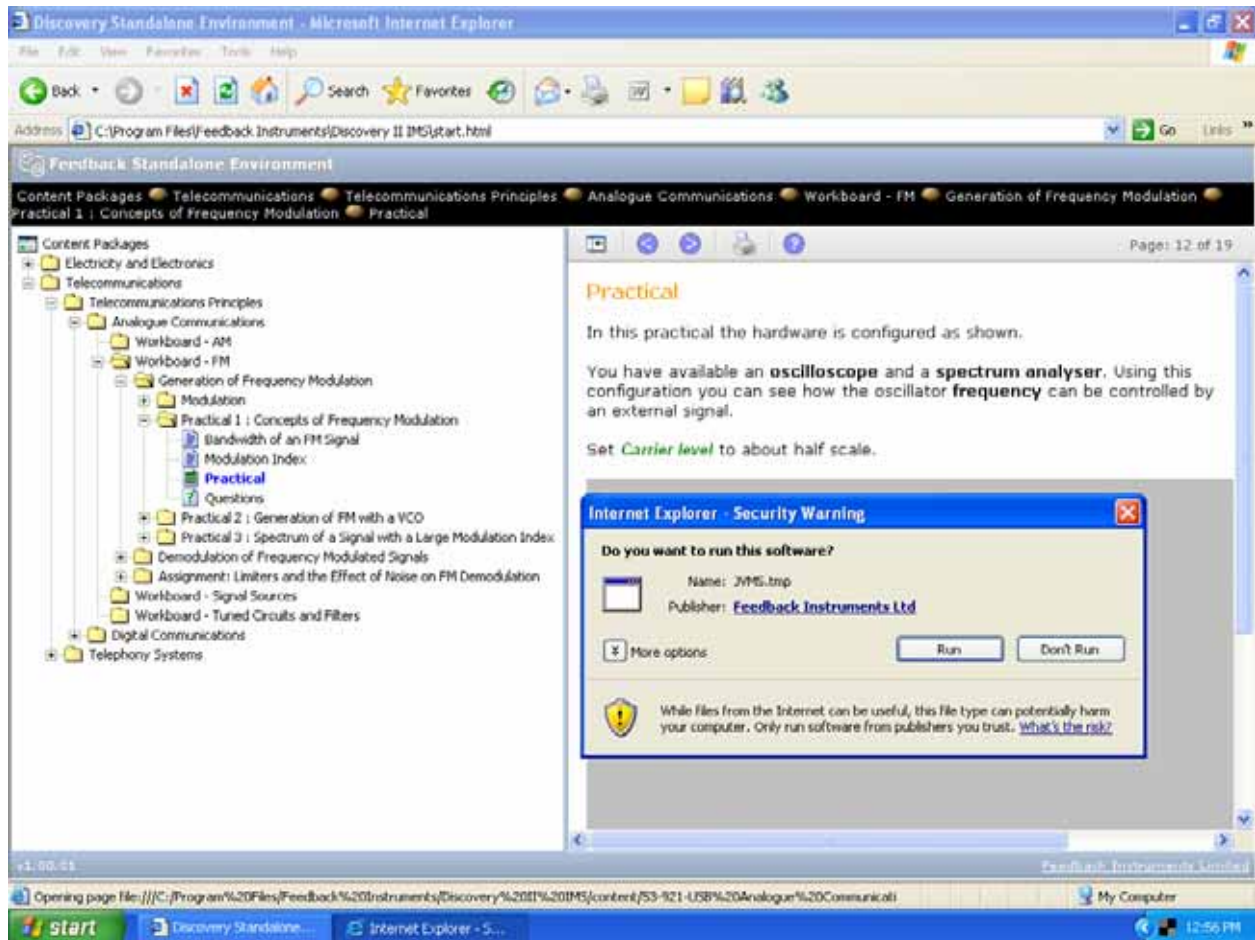 Discovery Standalone Environment - Microsoft Internet Explorer
File Edit View Favorites Tools Help
Back Search Favorites
Address C:\Program Files\Feedback Instruments\Discovery II IMS\start.html Go Links »
Feedback Standalone Environment
Content Packages Telecommunications Telecommunications Principles Analogue Communications Workboard - FM Generation of Frequency Modulation
Practical 1 : Concepts of Frequency Modulation Practical
Content Packages
Electricity and Electronics
Telecommunications
Telecommunications Principles
Analogue Communications
Workboard - AM
Workboard - FM
Generation of Frequency Modulation
Modulation
Practical 1 : Concepts of Frequency Modulation
Bandwidth of an FM Signal
Modulation Index
Practical
Questions
Practical 2 : Generation of FM with a VCO
Practical 3 : Spectrum of a Signal with a Large Modulation Index
Demodulation of Frequency Modulated Signals
Assignment: Limiters and the Effect of Noise on FM Demodulation
Workboard - Signal Sources
Workboard - Tuned Circuits and Filters
Digital Communications
Telephony Systems
Page: 12 of 19
Practical
In this practical the hardware is configured as shown.
You have available an oscilloscope and a spectrum analyser. Using this
configuration you can see how the oscillator frequency can be controlled by
an external signal.
Set Carrier level to about half scale.
Internet Explorer - Security Warning
Do you want to run this software?
Name: JVMS.tmp
Publisher: Feedback Instruments Ltd
More options Run Don't Run
While files from the Internet can be useful, this file type can potentially harm
your computer. Only run software from publishers you trust. What's the risk?
v1.00.01 Feedback Instruments Limited
Opening page file:///C:/Program%20Files/Feedback%20Instruments/Discovery%20II%20IMS/content/53-921-USB%20Analogue%20Communicati My Computer
start Discovery Standalone... Internet Explorer - S... 12:56 PM